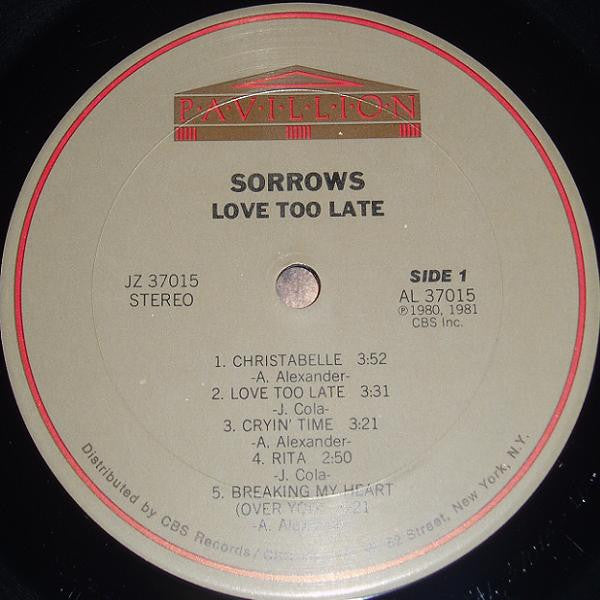 P·A·V·I·L·L·I·O·N
SORROWS
LOVE TOO LATE
JZ 37015
STEREO
SIDE 1
AL 37015
℗ 1980, 1981
CBS Inc.
1. CHRISTABELLE 3:52
-A. Alexander-
2. LOVE TOO LATE 3:31
-J. Cola-
3. CRYIN' TIME 3:21
-A. Alexander-
4. RITA 2:50
-J. Cola-
5. BREAKING MY HEART
(OVER
-A.
Distributed by CBS Records/ 52 Street, New York, N.Y.